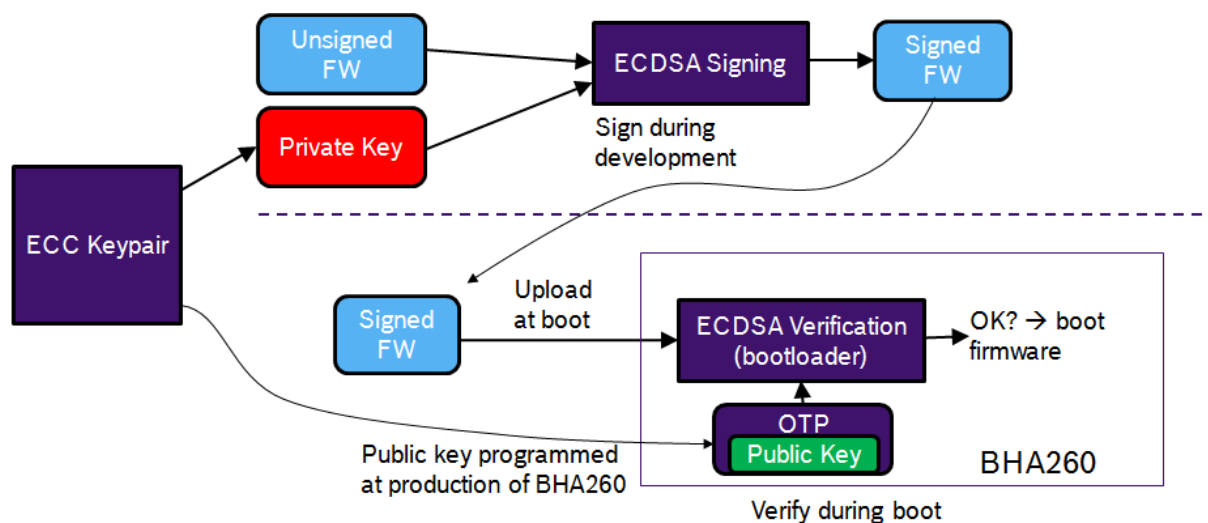 Unsigned
FW
ECDSA Signing
Signed
FW
Private Key
Sign during
development
ECC Keypair
Signed
FW
Upload
at boot
ECDSA Verification
(bootloader)
OK? → boot
firmware
OTP
Public Key
Public key programmed
at production of BHA260
BHA260
Verify during boot